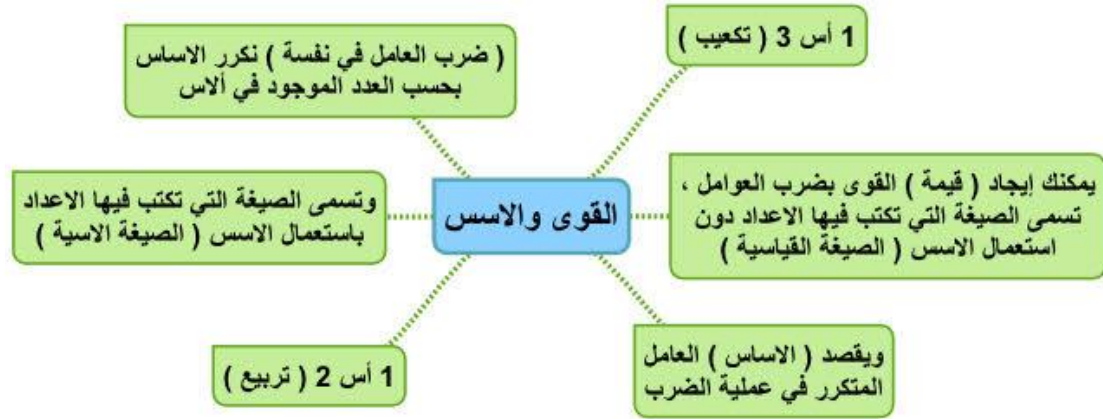 1 أس 3 ( تكعيب )
( ضرب العامل في نفسة ) نكرر الاساس
بحسب العدد الموجود في ألاس
يمكنك إيجاد ( قيمة ) القوى بضرب العوامل ،
تسمى الصيغة التي تكتب فيها الاعداد دون
استعمال الاسس ( الصيغة القياسية )
القوى والاسس
وتسمى الصيغة التي تكتب فيها الاعداد
باستعمال الاسس ( الصيغة الاسية )
ويقصد ( الاساس ) العامل
المتكرر في عملية الضرب
1 أس 2 ( تربيع )